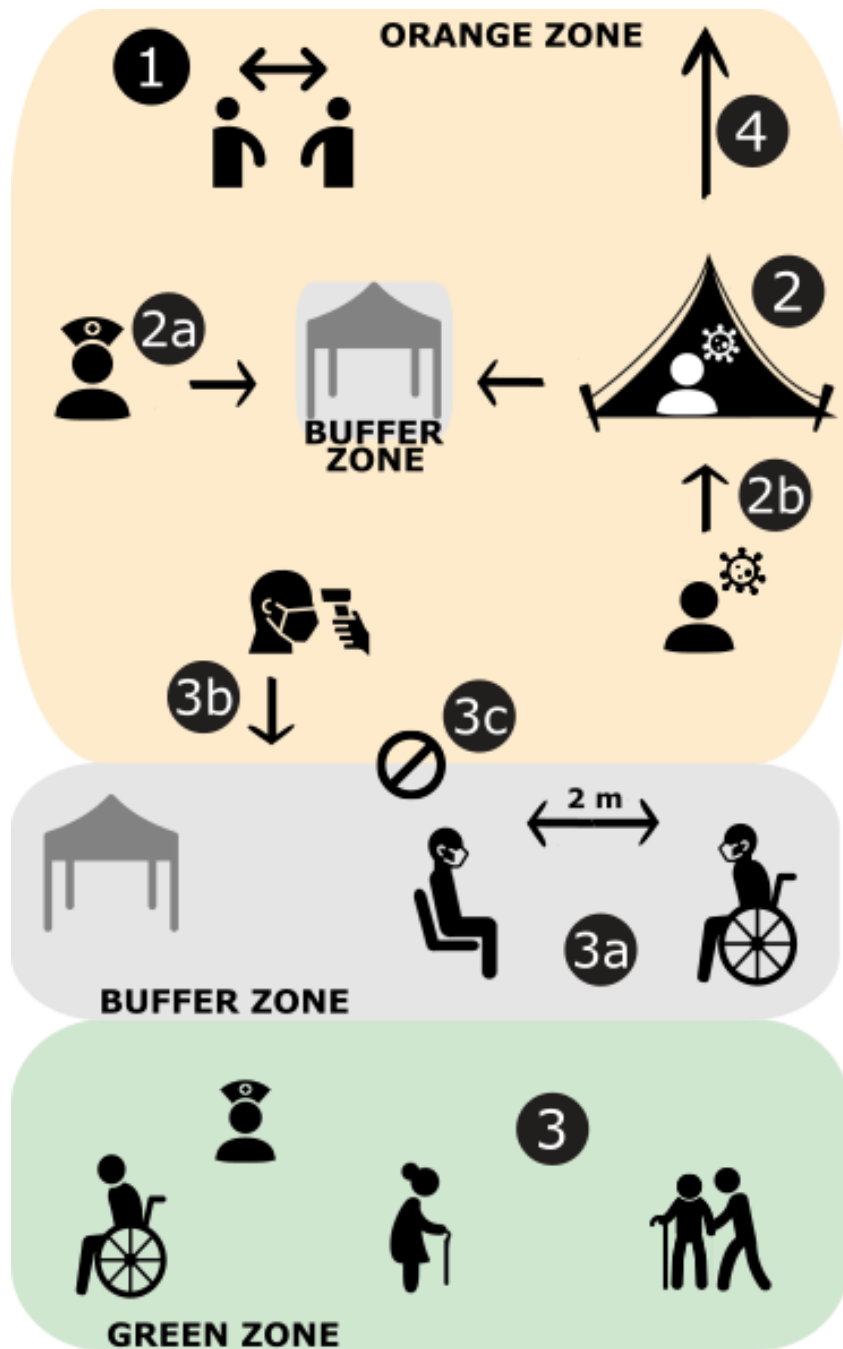 ORANGE ZONE
1
4
2
2a
BUFFER
ZONE
2b
3b
3c
2 m
3a
BUFFER ZONE
3
GREEN ZONE